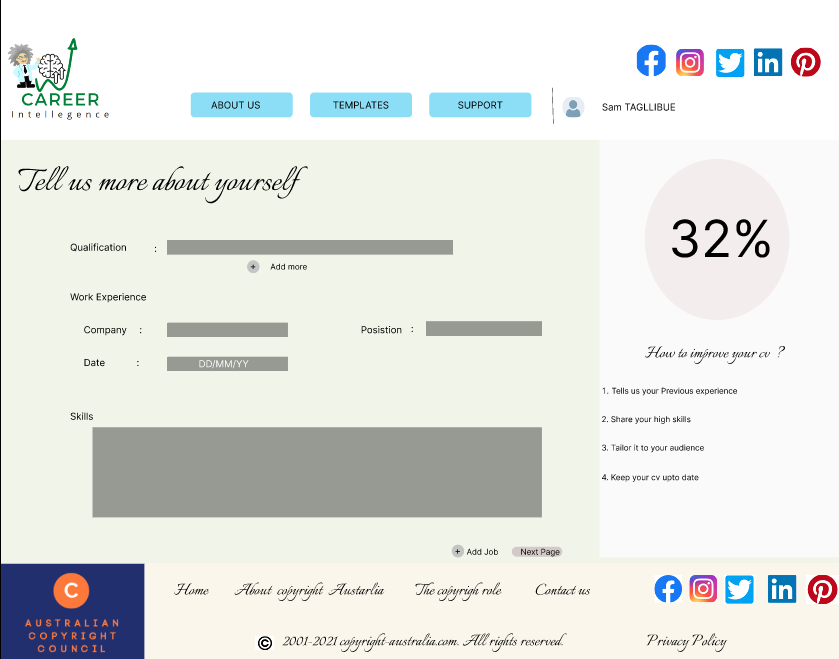 CAREER
Intellegence
ABOUT US
TEMPLATES
SUPPORT
Sam TAGLLIBUE
Tell us more about yourself
Qualification :
+ Add more
Work Experience
Company :
Posistion :
Date :
DD/MM/YY
Skills
+ Add Job
Next Page
32%
How to improve your cv ?
1. Tells us your Previous experience
2. Share your high skills
3. Tailor it to your audience
4. Keep your cv upto date
C
AUSTRALIAN
COPYRIGHT
COUNCIL
Home
About copyright Austarlia
The copyrigh role
Contact us
© 2001-2021 copyright-australia.com. All rights reserved.
Privacy Policy